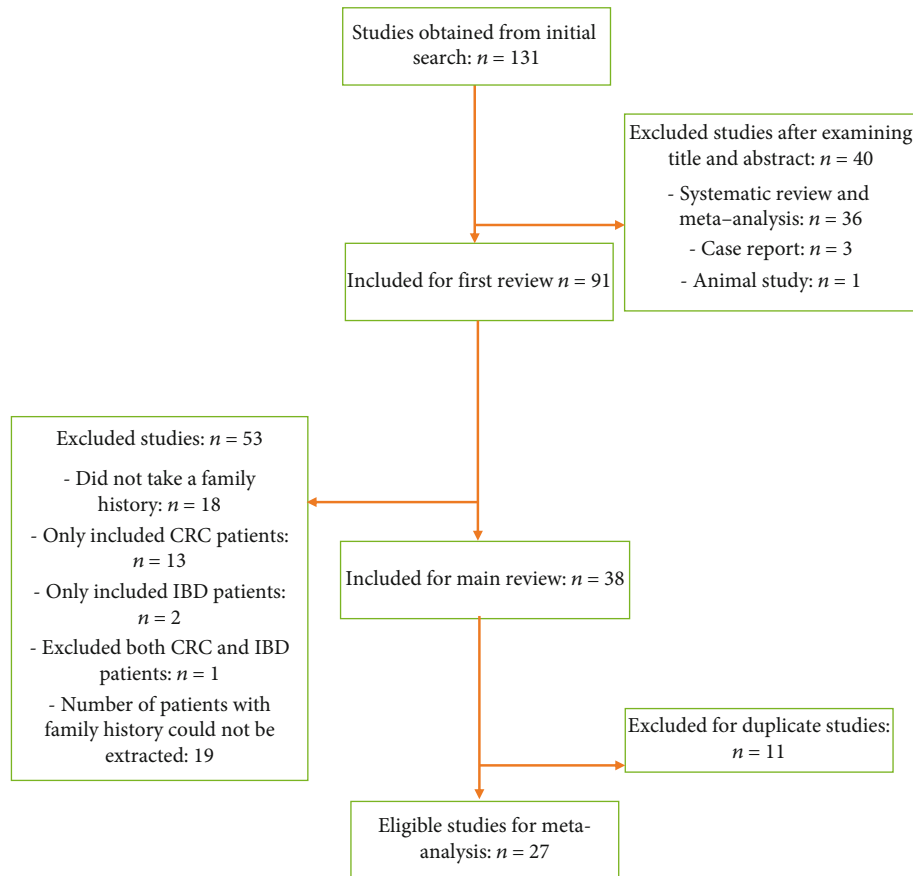 Studies obtained from initial
search: n = 131
Excluded studies after examining
title and abstract: n = 40
- Systematic review and
meta–analysis: n = 36
- Case report: n = 3
- Animal study: n = 1
Included for first review n = 91
Excluded studies: n = 53
- Did not take a family
history: n = 18
- Only included CRC patients:
n = 13
- Only included IBD patients:
n = 2
- Excluded both CRC and IBD
patients: n = 1
- Number of patients with
family history could not be
extracted: 19
Included for main review: n = 38
Excluded for duplicate studies:
n = 11
Eligible studies for meta-
analysis: n = 27